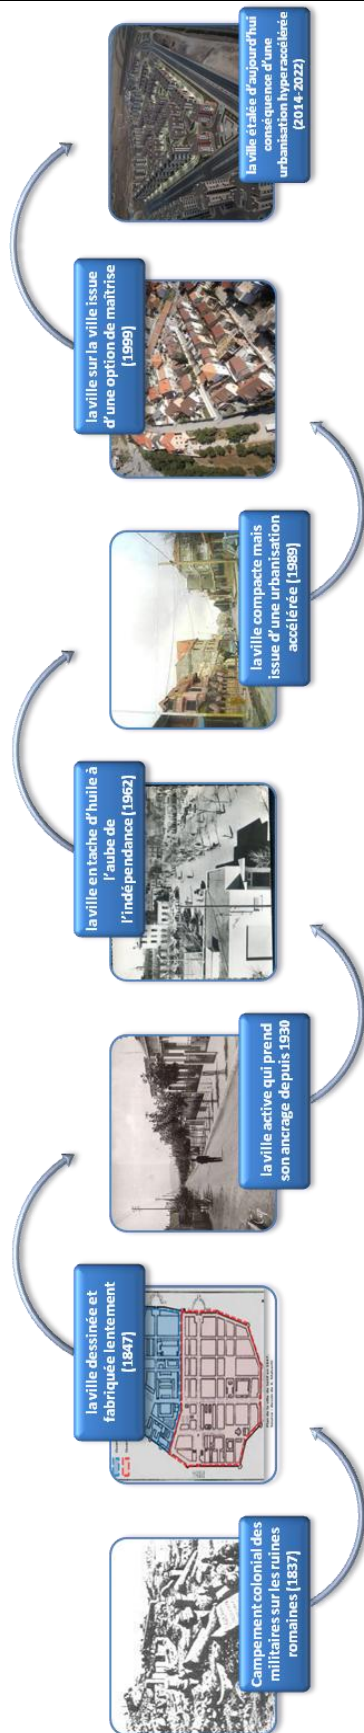 Campement colonial des
militaires sur les ruines
romaines (1837)
la ville dessinée et
fabriquée lentement
(1847)
la ville active qui prend
son ancrage depuis 1930
la ville en tache d'huile à
l'aube de
l'indépendance (1962)
la ville compacte mais
issue d'une urbanisation
accélérée (1989)
la ville sur la ville issue
d'une option de maîtrise
(1999)
la ville étalée d'aujourd'hui
conséquence d'une
urbanisation hyperaccélérée
(2014-2022)